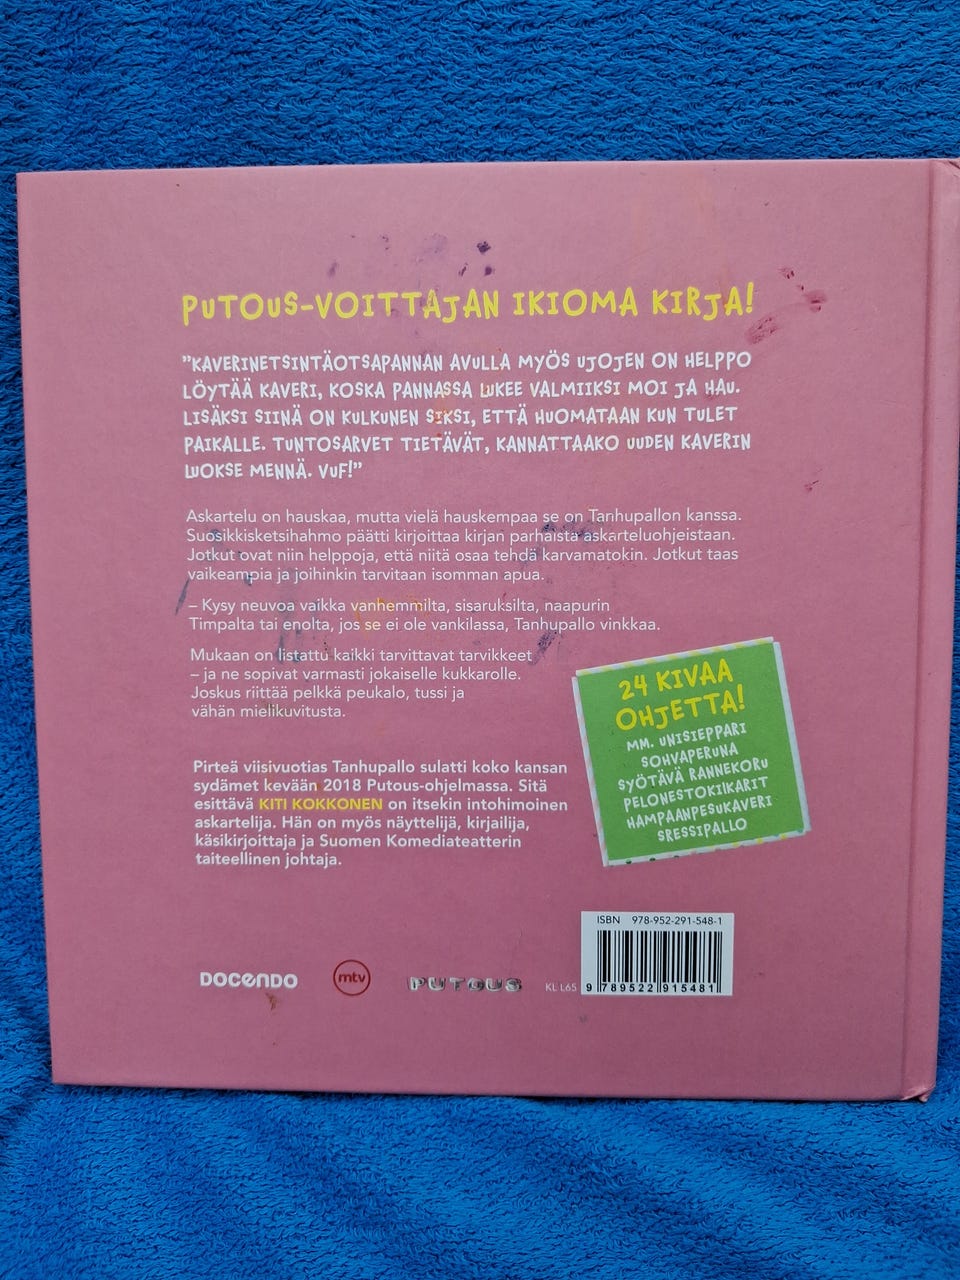 PUTOUS-VOITTAJAN IKIOMA KIRJA!
"KAVERINETSINTÄOTSAPANNAN AVULLA MYÖS UJOJEN ON HELPPO
LÖYTÄÄ KAVERI, KOSKA PANNASSA LUKEE VALMIIKSI MOI JA HAU.
LISÄKSI SIINÄ ON KULKUNEN SIKSI, ETTÄ HUOMATAAN KUN TULET
PAIKALLE. TUNTOSARVET TIETÄVÄT, KANNATTAAKO UUDEN KAVERIN
LUOKSE MENNÄ. VUF!"
Askartelu on hauskaa, mutta vielä hauskempaa se on Tanhupallon kanssa.
Suosikkisketsihahmo päätti kirjoittaa kirjan parhaista askarteluohjeistaan.
Jotkut ovat niin helppoja, että niitä osaa tehdä karvamatokin. Jotkut taas
vaikeampia ja joihinkin tarvitaan isomman apua.
– Kysy neuvoa vaikka vanhemmilta, sisaruksilta, naapurin
Timpalta tai enolta, jos se ei ole vankilassa, Tanhupallo vinkkaa.
Mukaan on listattu kaikki tarvittavat tarvikkeet
– ja ne sopivat varmasti jokaiselle kukkarolle.
Joskus riittää pelkkä peukalo, tussi ja
vähän mielikuvitusta.
24 KIVAA
OHJETTA!
MM. UNISIEPPARI
SOHVAPERUNA
SYÖTÄVÄ RANNEKORU
PELONESTOKIIKARIT
HAMPAANPESUKAVERI
SRESSIPALLO
Pirteä viisivuotias Tanhupallo sulatti koko kansan
sydämet kevään 2018 Putous-ohjelmassa. Sitä
esittävä KITI KOKKONEN on itsekin intohimoinen
askartelija. Hän on myös näyttelijä, kirjailija,
käsikirjoittaja ja Suomen Komediateatterin
taiteellinen johtaja.
ISBN 978-952-291-548-1
DOCENDO mtv PUTOUS KL L65
9 789522 915481